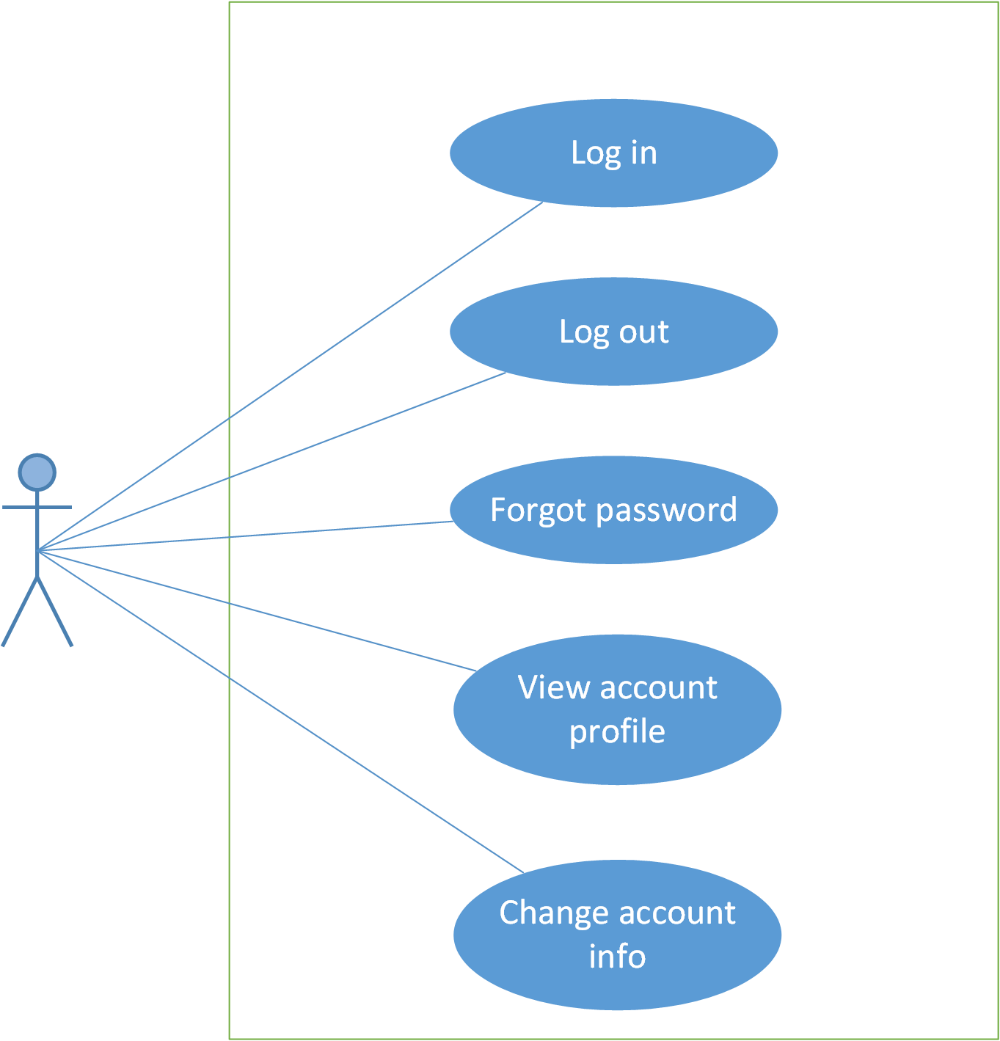 Log in
Log out
Forgot password
View account
profile
Change account
info